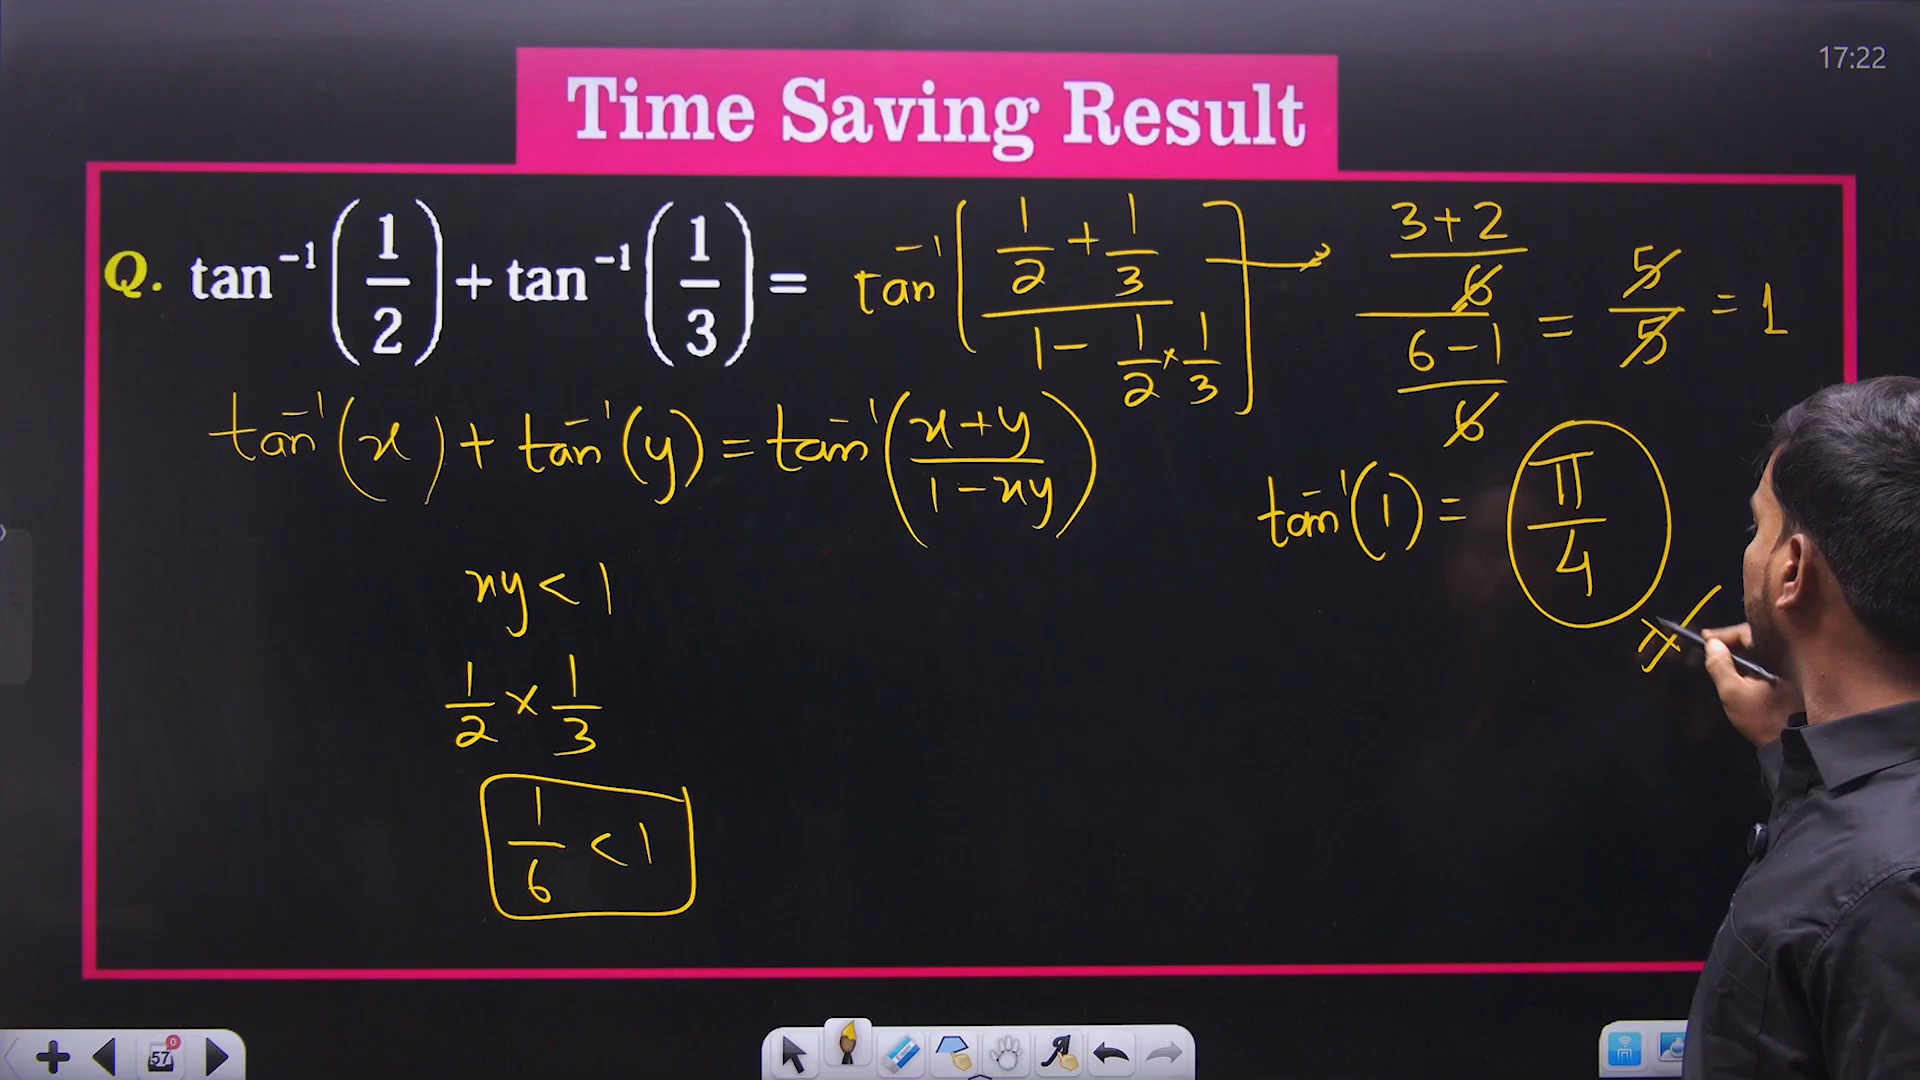 17:22
Time Saving Result
Q. tan⁻¹(1/2) + tan⁻¹(1/3) = tan⁻¹[(1/2 + 1/3)/(1 - 1/2 × 1/3)] → ((3+2)/6)/((6-1)/6) = 5/5 = 1
tan⁻¹(x) + tan⁻¹(y) = tan⁻¹((x+y)/(1-xy))
tan⁻¹(1) = π/4
xy < 1
1/2 × 1/3
1/6 < 1
57
0